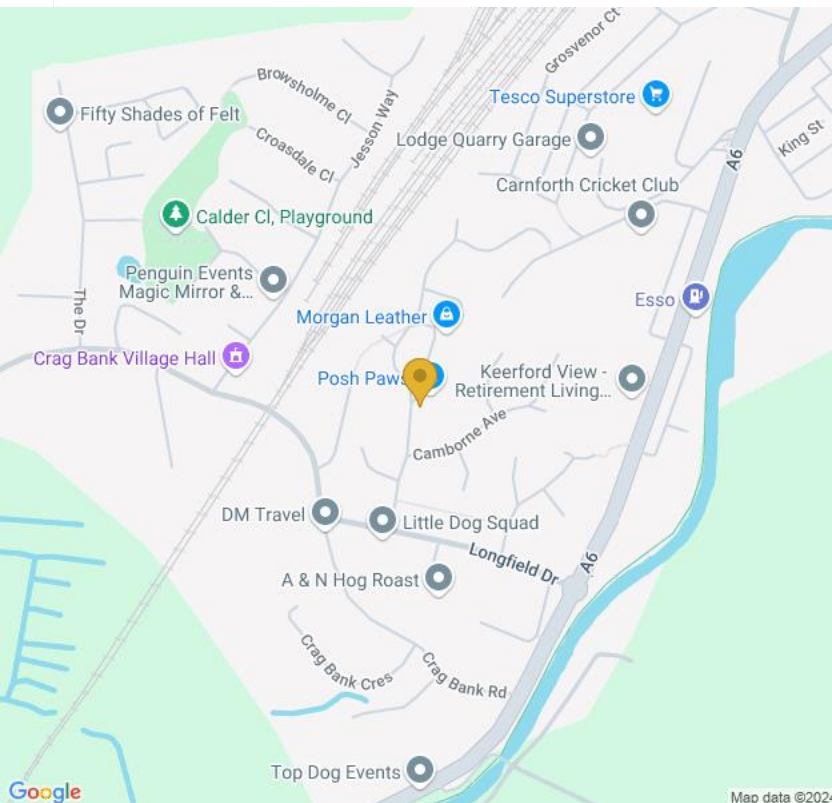 Grosvenor Ct
Browsholme Cl
Jesson Way
Tesco Superstore
Fifty Shades of Felt
Croasdale Cl
Lodge Quarry Garage
King St
A6
Carnforth Cricket Club
Calder Cl, Playground
Penguin Events
Magic Mirror &...
The Dr
Esso
Morgan Leather
Crag Bank Village Hall
Posh Paws
Keerford View -
Retirement Living...
Camborne Ave
DM Travel
Little Dog Squad
Longfield Dr
A6
A & N Hog Roast
Crag Bank Cres
Crag Bank Rd
Top Dog Events
Google
Map data ©2024